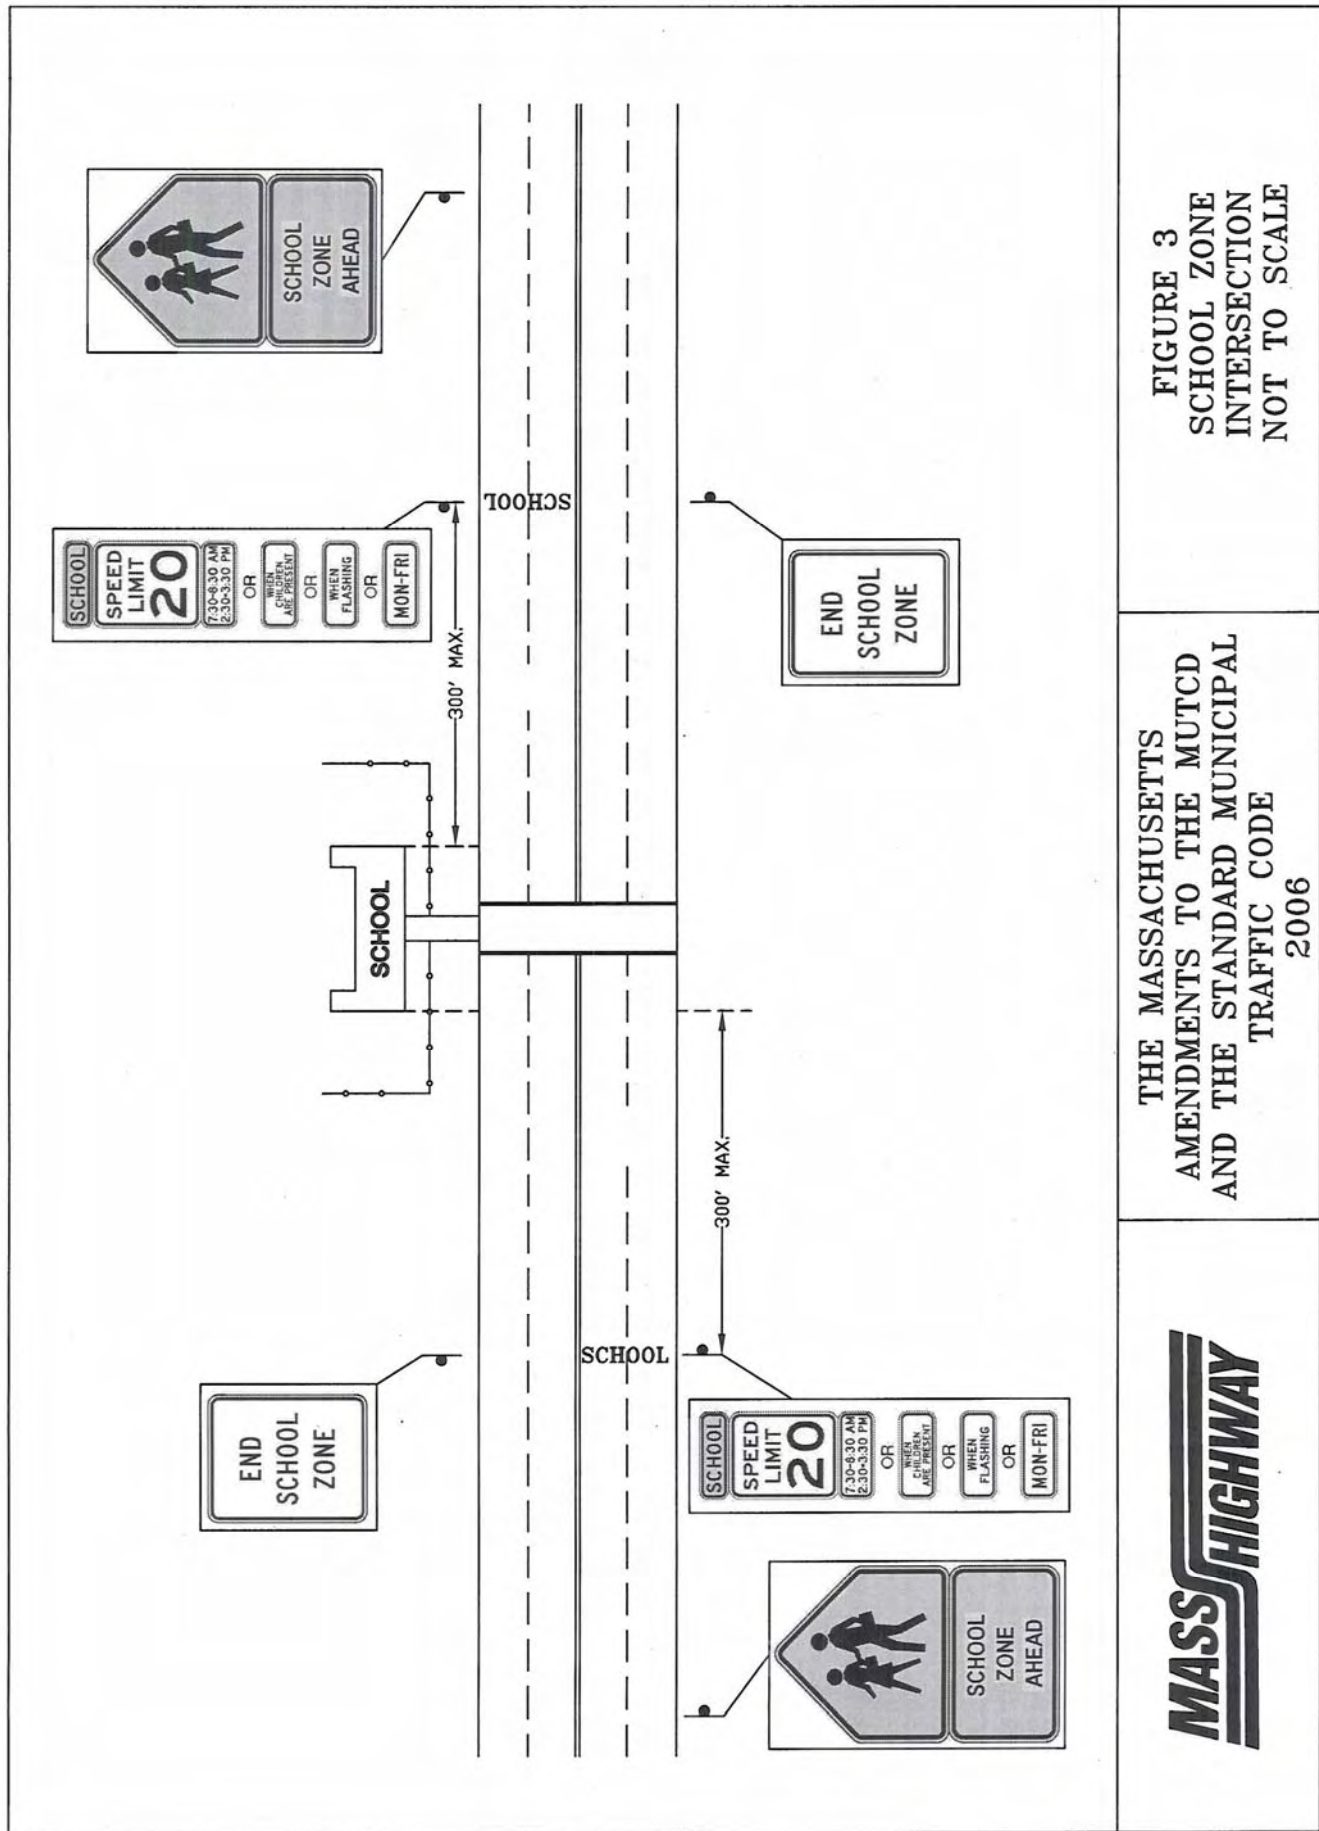 SCHOOL
ZONE
AHEAD
SCHOOL
SPEED
LIMIT
20
7:30-8:30 AM
2:30-3:30 PM
OR
WHEN
CHILDREN
ARE PRESENT
OR
WHEN
FLASHING
OR
MON-FRI
END
SCHOOL
ZONE
SCHOOL
300' MAX.
SCHOOL
SCHOOL
300' MAX.
SCHOOL
ZONE
AHEAD
SCHOOL
SPEED
LIMIT
20
7:30-8:30 AM
2:30-3:30 PM
OR
WHEN
CHILDREN
ARE PRESENT
OR
WHEN
FLASHING
OR
MON-FRI
END
SCHOOL
ZONE
MASS HIGHWAY
THE MASSACHUSETTS
AMENDMENTS TO THE MUTCD
AND THE STANDARD MUNICIPAL
TRAFFIC CODE
2006
FIGURE 3
SCHOOL ZONE
INTERSECTION
NOT TO SCALE